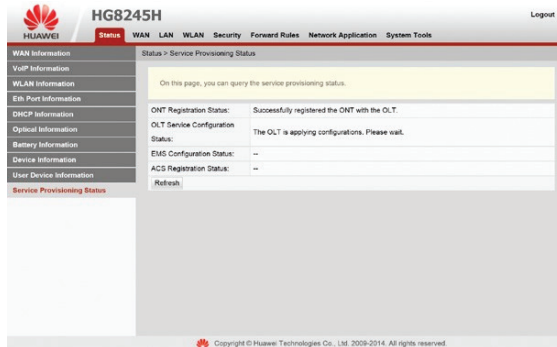 HG8245H
Logout
HUAWEI
Status WAN LAN WLAN Security Forward Rules Network Application System Tools
WAN Information
VoIP Information
WLAN Information
Eth Port Information
DHCP Information
Optical Information
Battery Information
Device Information
User Device Information
Service Provisioning Status
Status > Service Provisioning Status
On this page, you can query the service provisioning status.
ONT Registration Status: Successfully registered the ONT with the OLT.
OLT Service Configuration
Status: The OLT is applying configurations. Please wait.
EMS Configuration Status: --
ACS Registration Status: --
Refresh
Copyright © Huawei Technologies Co., Ltd. 2009-2014. All rights reserved.